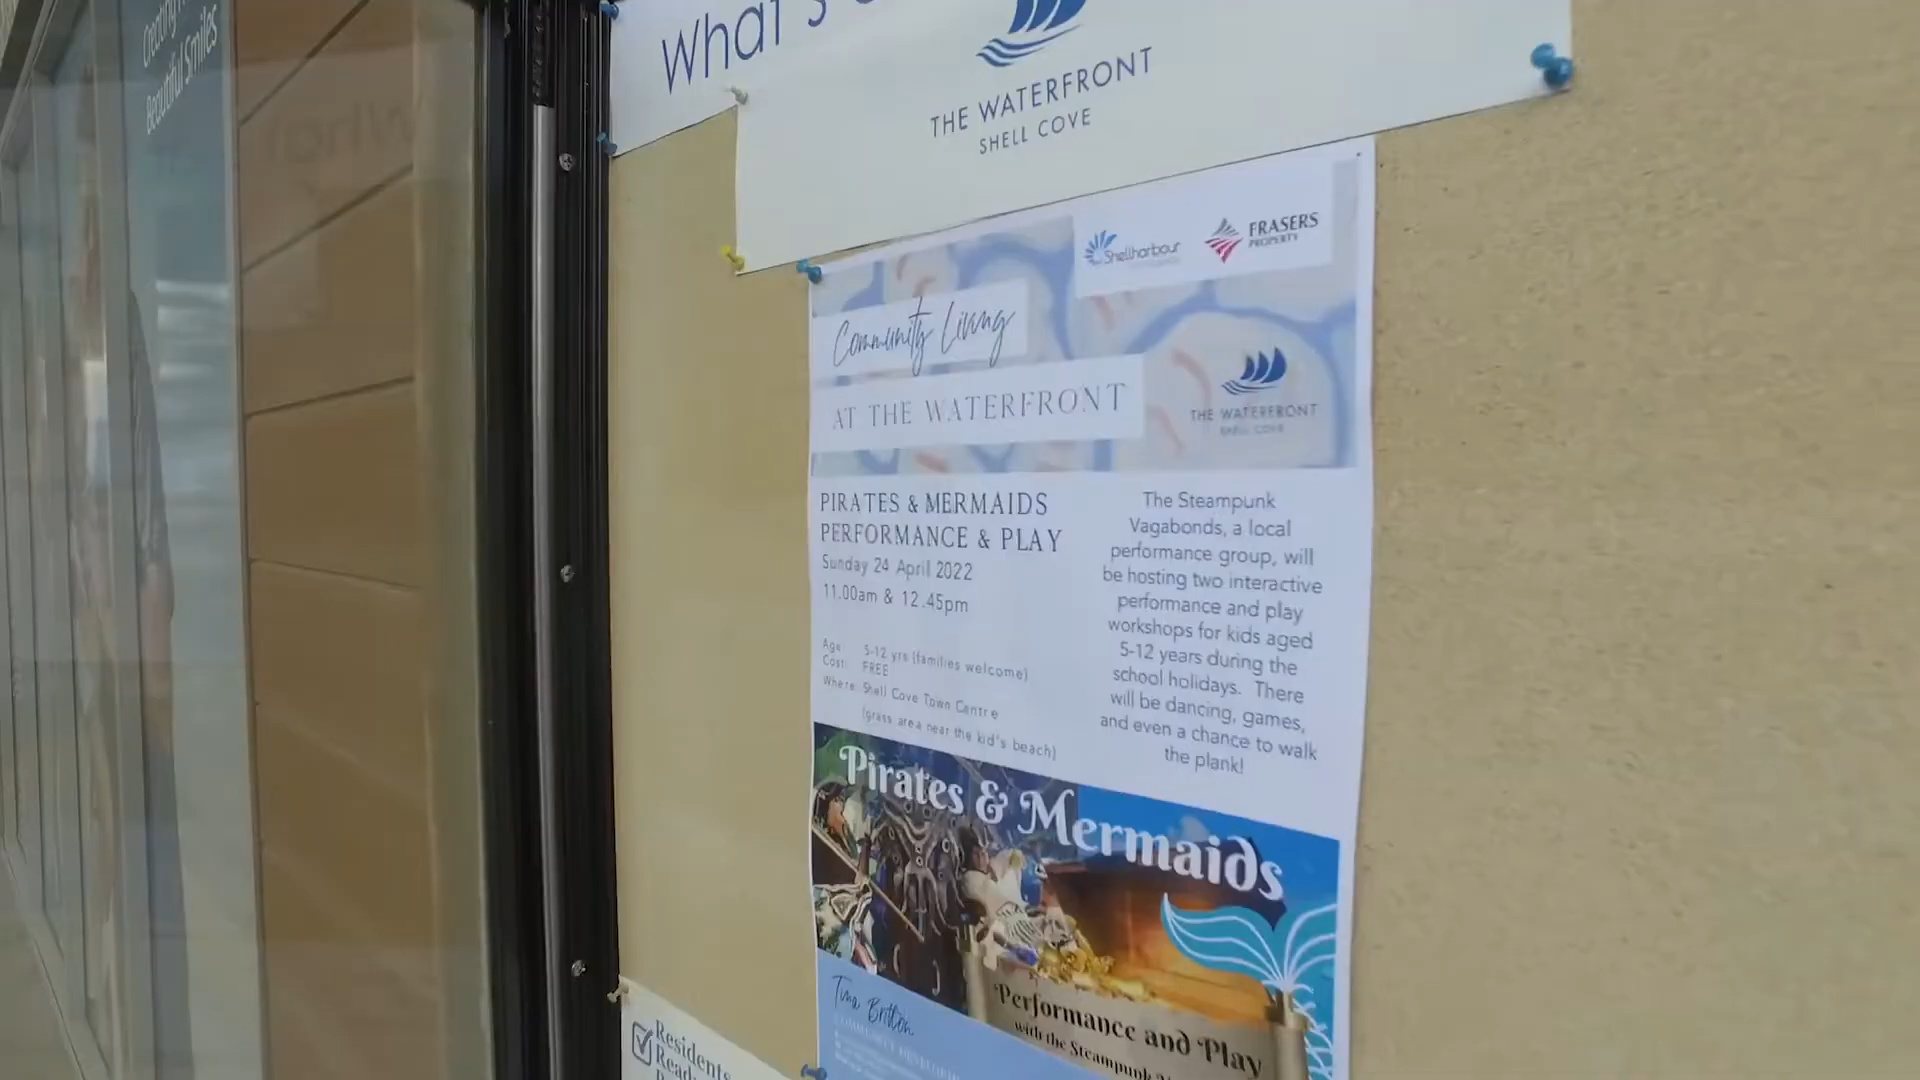 Creating
Beautiful Smiles
What's
THE WATERFRONT
SHELL COVE
Shellharbour
FRASERS
PROPERTY
Community Living
AT THE WATERFRONT
THE WATERFRONT
SHELL COVE
PIRATES & MERMAIDS
PERFORMANCE & PLAY
Sunday 24 April 2022
11.00am & 12.45pm
Age: 5-12 yrs (families welcome)
Cost: FREE
Where: Shell Cove Town Centre
(grass area near the kid's beach)
The Steampunk
Vagabonds, a local
performance group, will
be hosting two interactive
performance and play
workshops for kids aged
5-12 years during the
school holidays. There
will be dancing, games,
and even a chance to walk
the plank!
Pirates & Mermaids
Performance and Play
with the Steampunk
Tina Britton
Residents